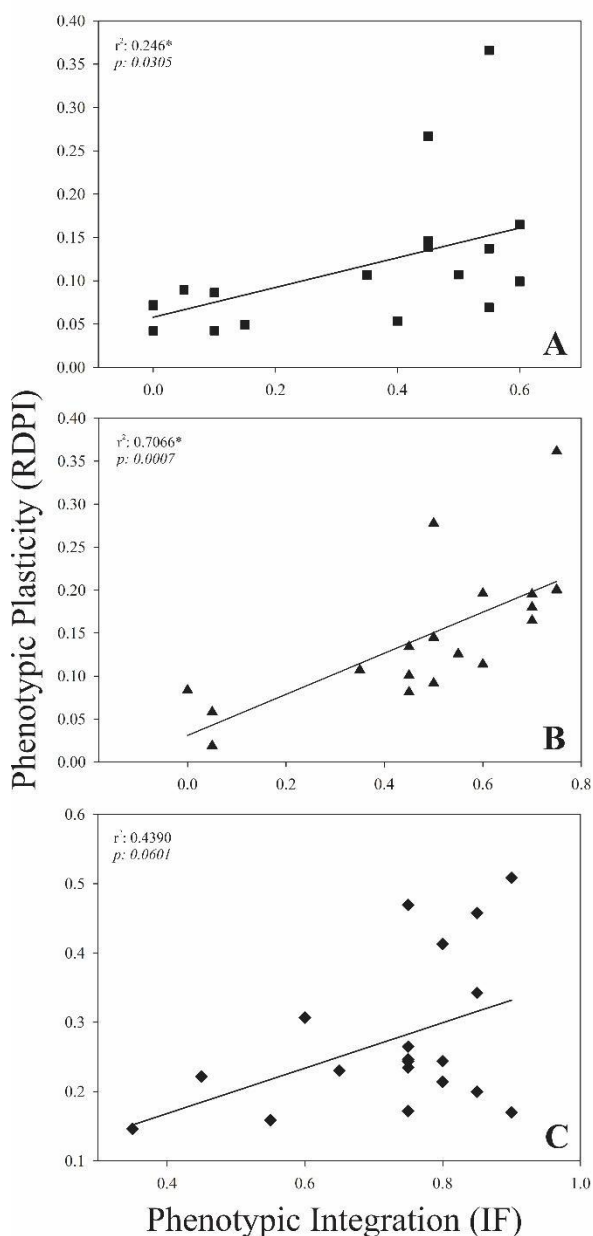 r²: 0.246*
p: 0.0305
0.40
0.35
0.30
0.25
0.20
0.15
0.10
0.05
0.00
0.0 0.2 0.4 0.6
A
Phenotypic Plasticity (RDPI)
r²: 0.7066*
p: 0.0007
0.40
0.35
0.30
0.25
0.20
0.15
0.10
0.05
0.00
0.0 0.2 0.4 0.6 0.8
B
r²: 0.4390
p: 0.0601
0.6
0.5
0.4
0.3
0.2
0.1
0.4 0.6 0.8 1.0
C
Phenotypic Integration (IF)